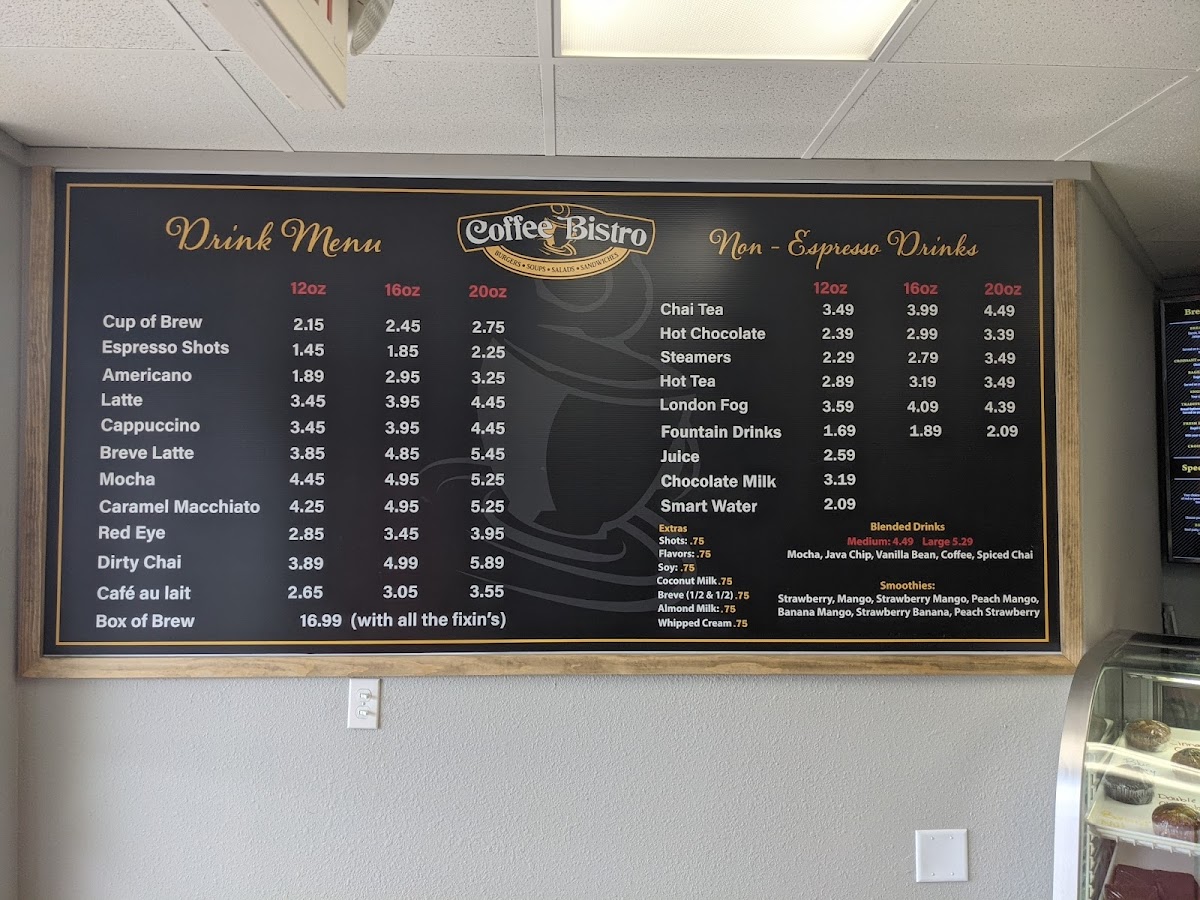 Drink Menu
Coffee Bistro
BURGERS • SOUPS • SALADS • SANDWICHES
12oz 16oz 20oz
Cup of Brew 2.15 2.45 2.75
Espresso Shots 1.45 1.85 2.25
Americano 1.89 2.95 3.25
Latte 3.45 3.95 4.45
Cappuccino 3.45 3.95 4.45
Breve Latte 3.85 4.85 5.45
Mocha 4.45 4.95 5.25
Caramel Macchiato 4.25 4.95 5.25
Red Eye 2.85 3.45 3.95
Dirty Chai 3.89 4.99 5.89
Café au lait 2.65 3.05 3.55
Box of Brew 16.99 (with all the fixin's)
Non - Espresso Drinks
12oz 16oz 20oz
Chai Tea 3.49 3.99 4.49
Hot Chocolate 2.39 2.99 3.39
Steamers 2.29 2.79 3.49
Hot Tea 2.89 3.19 3.49
London Fog 3.59 4.09 4.39
Fountain Drinks 1.69 1.89 2.09
Juice 2.59
Chocolate Milk 3.19
Smart Water 2.09
Extras
Shots: .75
Flavors: .75
Soy: .75
Coconut Milk .75
Breve (1/2 & 1/2) .75
Almond Milk: .75
Whipped Cream .75
Blended Drinks
Medium: 4.49 Large 5.29
Mocha, Java Chip, Vanilla Bean, Coffee, Spiced Chai
Smoothies:
Strawberry, Mango, Strawberry Mango, Peach Mango,
Banana Mango, Strawberry Banana, Peach Strawberry